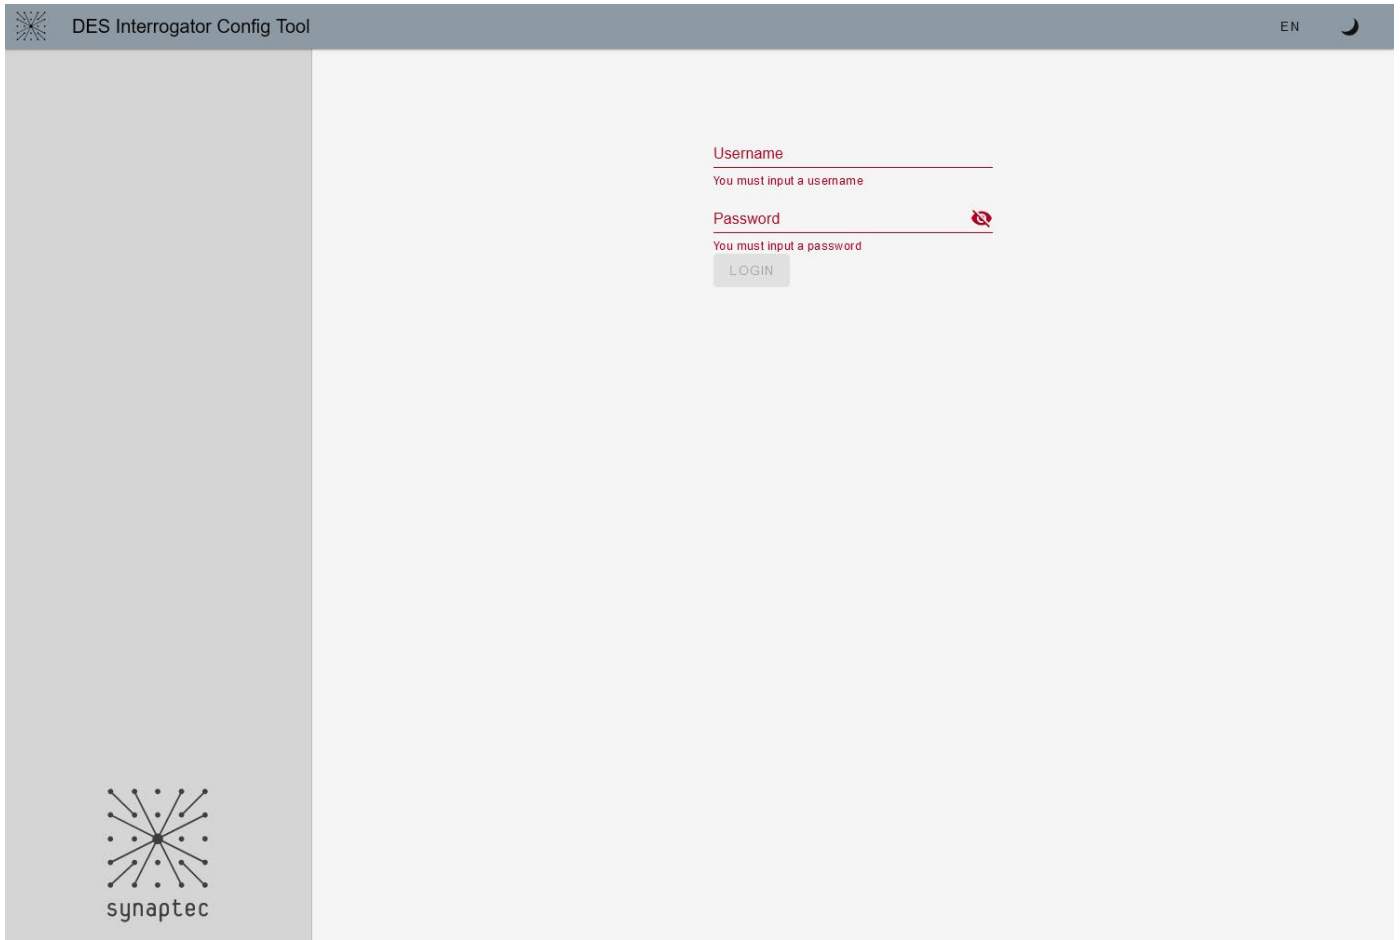 DES Interrogator Config Tool
EN
Username
You must input a username
Password
You must input a password
LOGIN
synaptec